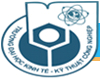 TRƯỜNG ĐẠI HỌC KINH TẾ - KỸ THUẬT CÔNG NGHIỆP